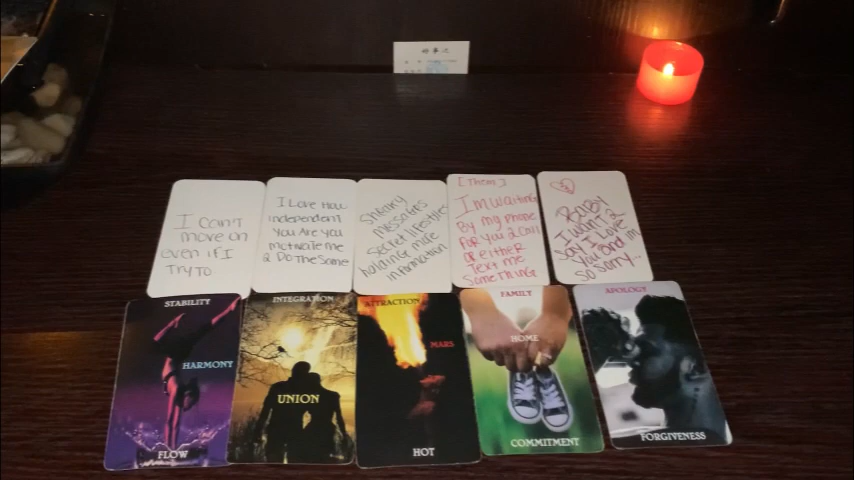 I can't
move on
even if I
Try To
I Love How
independent
You Are you
motivate me
2 Do The Same
Sneaky
Messages
Secret lifestyles
holding more
information
[Them]
I'm waiting
By my phone
For you 2 call
or either
Text me
Something
BaBy
I want 2
say I Love
You and im
so sorry...
STABILITY
HARMONY
FLOW
INTEGRATION
UNION
ATTRACTION
MARS
HOT
FAMILY
HOME
COMMITMENT
APOLOGY
FORGIVENESS